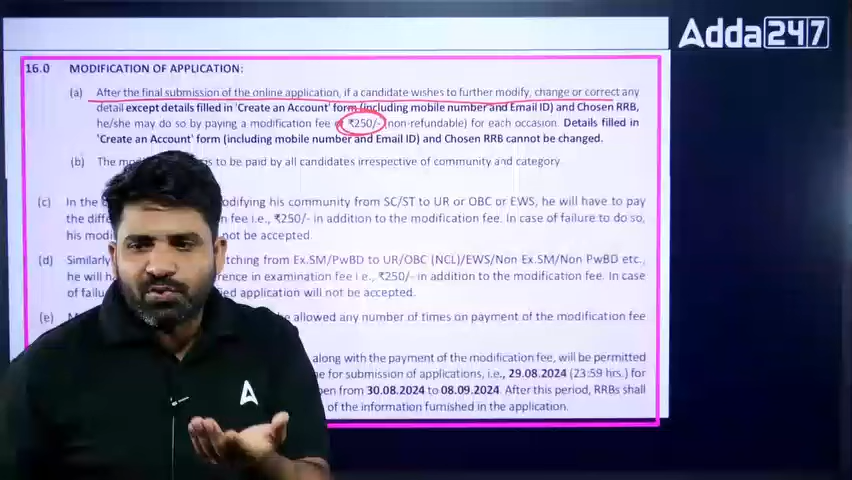 Adda247
16.0 MODIFICATION OF APPLICATION:
(a) After the final submission of the online application, if a candidate wishes to further modify, change or correct any
detail except details filled in 'Create an Account' form (including mobile number and Email ID) and Chosen RRB,
he/she may do so by paying a modification fee ₹250/- (non-refundable) for each occasion. Details filled in
'Create an Account' form (including mobile number and Email ID) and Chosen RRB cannot be changed.
(b) The is to be paid by all candidates irrespective of community and category.
(c) In the his community from SC/ST to UR or OBC or EWS, he will have to pay
the fee i.e., ₹250/- in addition to the modification fee. In case of failure to do so,
his not be accepted.
(d) Similarly from Ex.SM/PwBD to UR/OBC (NCL)/EWS/Non Ex.SM/Non PwBD etc.,
he will in examination fee i.e., ₹250/- in addition to the modification fee. In case
of application will not be accepted.
(e) be allowed any number of times on payment of the modification fee
along with the payment of the modification fee, will be permitted
for submission of applications, i.e., 29.08.2024 (23:59 hrs.) for
from 30.08.2024 to 08.09.2024. After this period, RRBs shall
of the information furnished in the application.